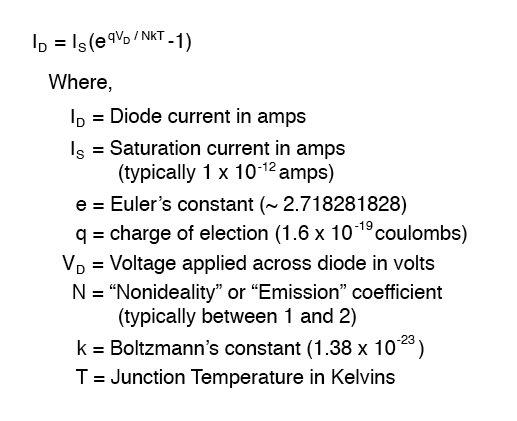 I_D = I_S(e^qV_D / NkT -1)
Where,
I_D = Diode current in amps
I_S = Saturation current in amps
(typically 1 x 10^-12 amps)
e = Euler’s constant (~ 2.718281828)
q = charge of election (1.6 x 10^-19 coulombs)
V_D = Voltage applied across diode in volts
N = “Nonideality” or “Emission” coefficient
(typically between 1 and 2)
k = Boltzmann’s constant (1.38 x 10^-23)
T = Junction Temperature in Kelvins